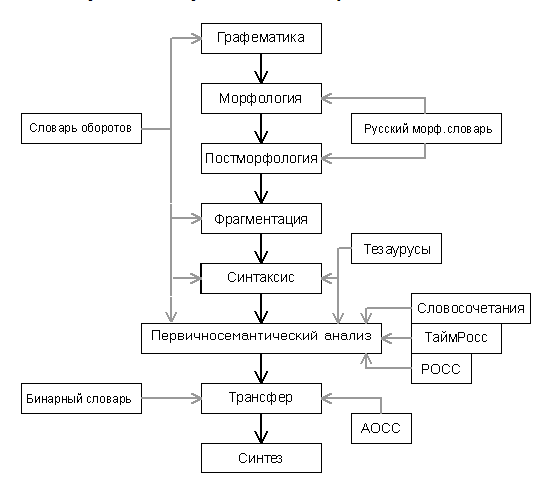 Графематика
Морфология
Словарь оборотов
Русский морф.словарь
Постморфология
Фрагментация
Тезаурусы
Синтаксис
Словосочетания
Первичносемантический анализ
ТаймРосс
РОСС
Бинарный словарь
Трансфер
АОСС
Синтез